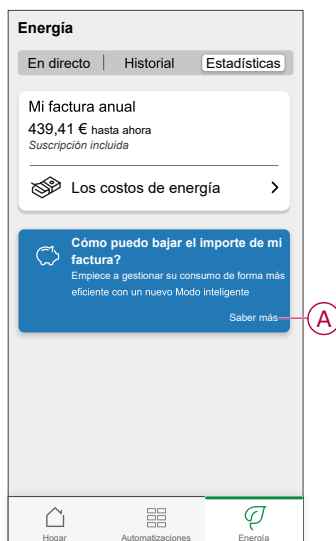 Energía
En directo Historial Estadísticas
Mi factura anual
439,41 € hasta ahora
Suscripción incluida
Los costos de energía
Cómo puedo bajar el importe de mi
factura?
Empiece a gestionar su consumo de forma más
eficiente con un nuevo Modo inteligente
Saber más
A
Hogar Automatizaciones Energía